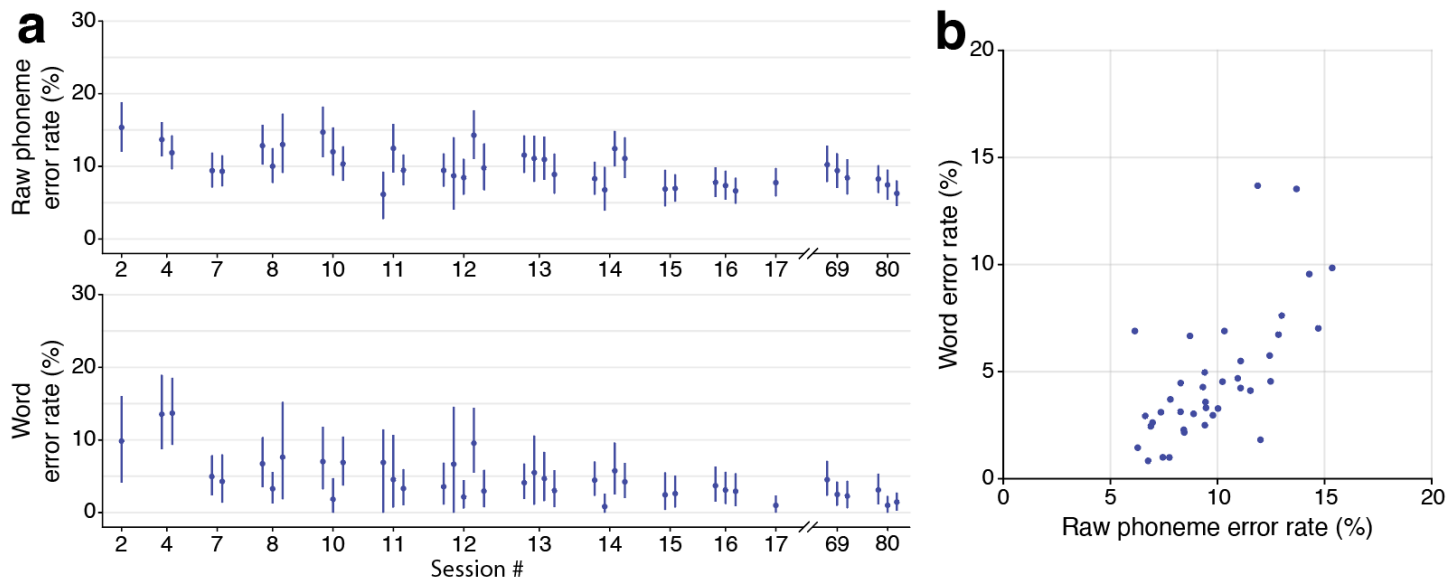 a
Raw phoneme
error rate (%)
30
20
10
0
2 4 7 8 10 11 12 13 14 15 16 17 69 80
Word
error rate (%)
30
20
10
0
2 4 7 8 10 11 12 13 14 15 16 17 69 80
Session #
b
Word error rate (%)
20
15
10
5
0
0 5 10 15 20
Raw phoneme error rate (%)